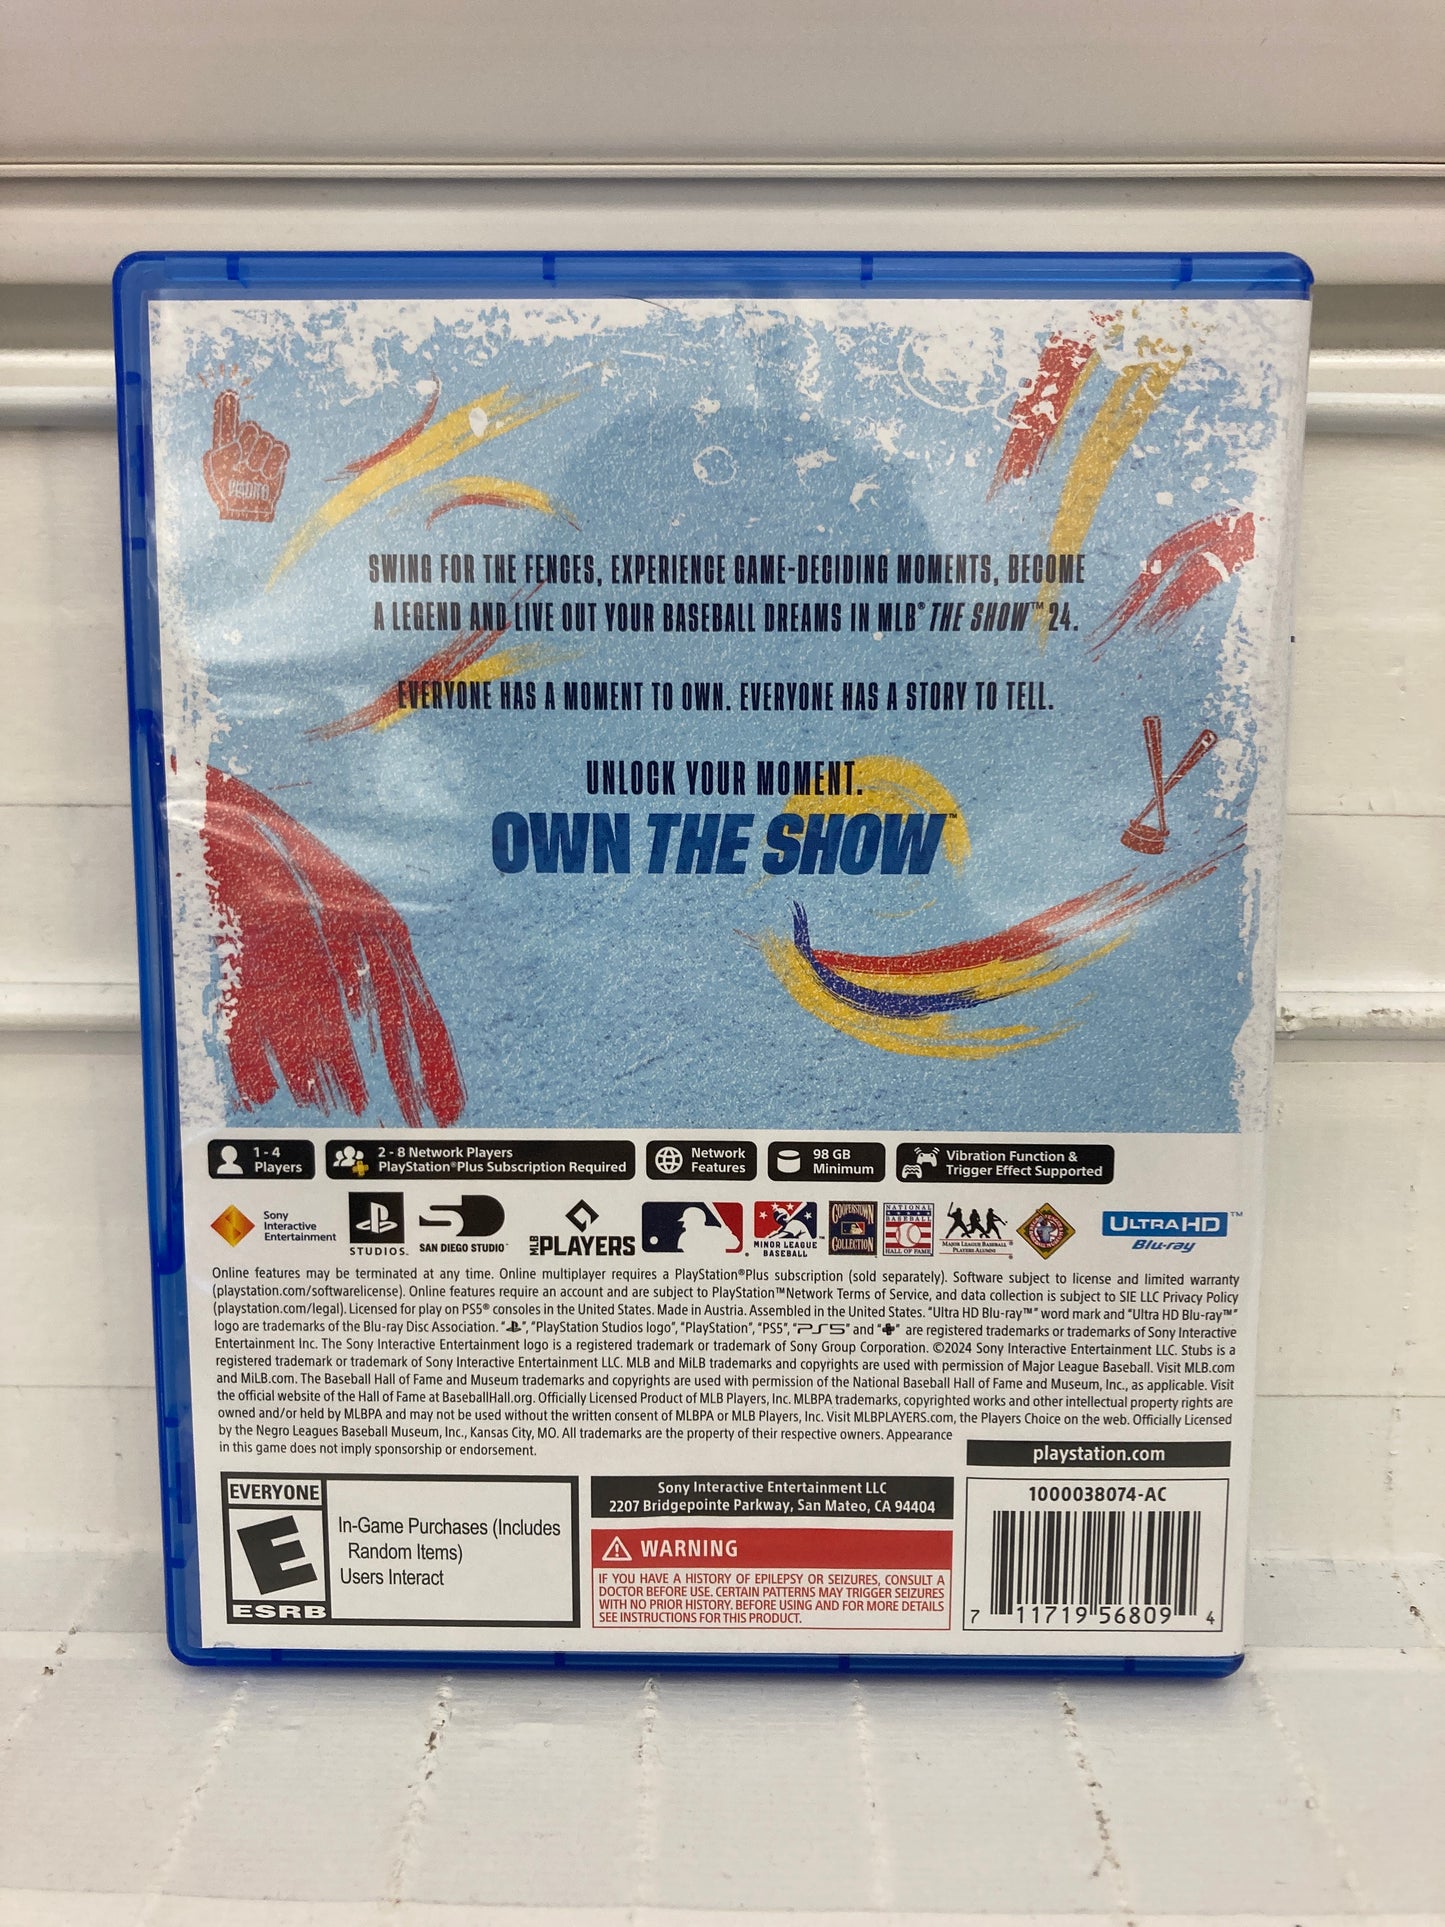 VLADITO
SWING FOR THE FENCES, EXPERIENCE GAME-DECIDING MOMENTS, BECOME
A LEGEND AND LIVE OUT YOUR BASEBALL DREAMS IN MLB® THE SHOW™ 24.
EVERYONE HAS A MOMENT TO OWN. EVERYONE HAS A STORY TO TELL.
UNLOCK YOUR MOMENT.
OWN THE SHOW™
1 - 4
Players
2 - 8 Network Players
PlayStation®Plus Subscription Required
Network
Features
98 GB
Minimum
Vibration Function &
Trigger Effect Supported
Sony
Interactive
Entertainment
STUDIOS
SAN DIEGO STUDIO
MLB PLAYERS
MINOR LEAGUE
BASEBALL
COOPERSTOWN
COLLECTION
NATIONAL
BASEBALL
HALL OF FAME
MAJOR LEAGUE BASEBALL
PLAYERS ALUMNI
ULTRA HD™
Blu-ray
Online features may be terminated at any time. Online multiplayer requires a PlayStation®Plus subscription (sold separately). Software subject to license and limited warranty
(playstation.com/softwarelicense). Online features require an account and are subject to PlayStation™Network Terms of Service, and data collection is subject to SIE LLC Privacy Policy
(playstation.com/legal). Licensed for play on PS5® consoles in the United States. Made in Austria. Assembled in the United States. "Ultra HD Blu-ray™" word mark and "Ultra HD Blu-ray™"
logo are trademarks of the Blu-ray Disc Association. "", "PlayStation Studios logo", "PlayStation", "PS5", "PS5" and "" are registered trademarks or trademarks of Sony Interactive
Entertainment Inc. The Sony Interactive Entertainment logo is a registered trademark or trademark of Sony Group Corporation. ©2024 Sony Interactive Entertainment LLC. Stubs is a
registered trademark or trademark of Sony Interactive Entertainment LLC. MLB and MiLB trademarks and copyrights are used with permission of Major League Baseball. Visit MLB.com
and MiLB.com. The Baseball Hall of Fame and Museum trademarks and copyrights are used with permission of the National Baseball Hall of Fame and Museum, Inc., as applicable. Visit
the official website of the Hall of Fame at BaseballHall.org. Officially Licensed Product of MLB Players, Inc. MLBPA trademarks, copyrighted works and other intellectual property rights are
owned and/or held by MLBPA and may not be used without the written consent of MLBPA or MLB Players, Inc. Visit MLBPLAYERS.com, the Players Choice on the web. Officially Licensed
by the Negro Leagues Baseball Museum, Inc., Kansas City, MO. All trademarks are the property of their respective owners. Appearance
in this game does not imply sponsorship or endorsement.
playstation.com
EVERYONE
E
ESRB
In-Game Purchases (Includes
Random Items)
Users Interact
Sony Interactive Entertainment LLC
2207 Bridgepointe Parkway, San Mateo, CA 94404
WARNING
IF YOU HAVE A HISTORY OF EPILEPSY OR SEIZURES, CONSULT A
DOCTOR BEFORE USE. CERTAIN PATTERNS MAY TRIGGER SEIZURES
WITH NO PRIOR HISTORY. BEFORE USING AND FOR MORE DETAILS
SEE INSTRUCTIONS FOR THIS PRODUCT.
1000038074-AC
7 11719 56809 4